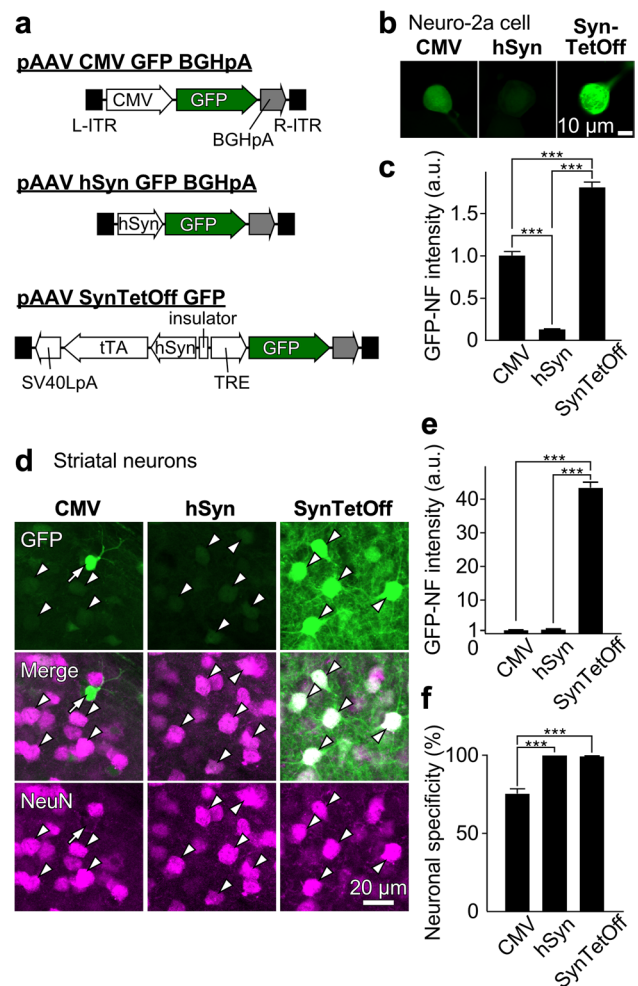 a
pAAV CMV GFP BGHpA
CMV
GFP
L-ITR
R-ITR
BGHpA
pAAV hSyn GFP BGHpA
hSyn
GFP
pAAV SynTetOff GFP
insulator
tTA
hSyn
GFP
SV40LpA
TRE
b Neuro-2a cell
CMV hSyn Syn-
TetOff
10 µm
c
GFP-NF intensity (a.u.)
***
***
***
1.5
1.0
0.5
0
CMV
hSyn
SynTetOff
d Striatal neurons
CMV hSyn SynTetOff
GFP
Merge
NeuN
20 µm
e
GFP-NF intensity (a.u.)
***
***
40
30
20
10
1
0
CMV
hSyn
SynTetOff
f
Neuronal specificity (%)
***
***
100
50
0
CMV
hSyn
SynTetOff